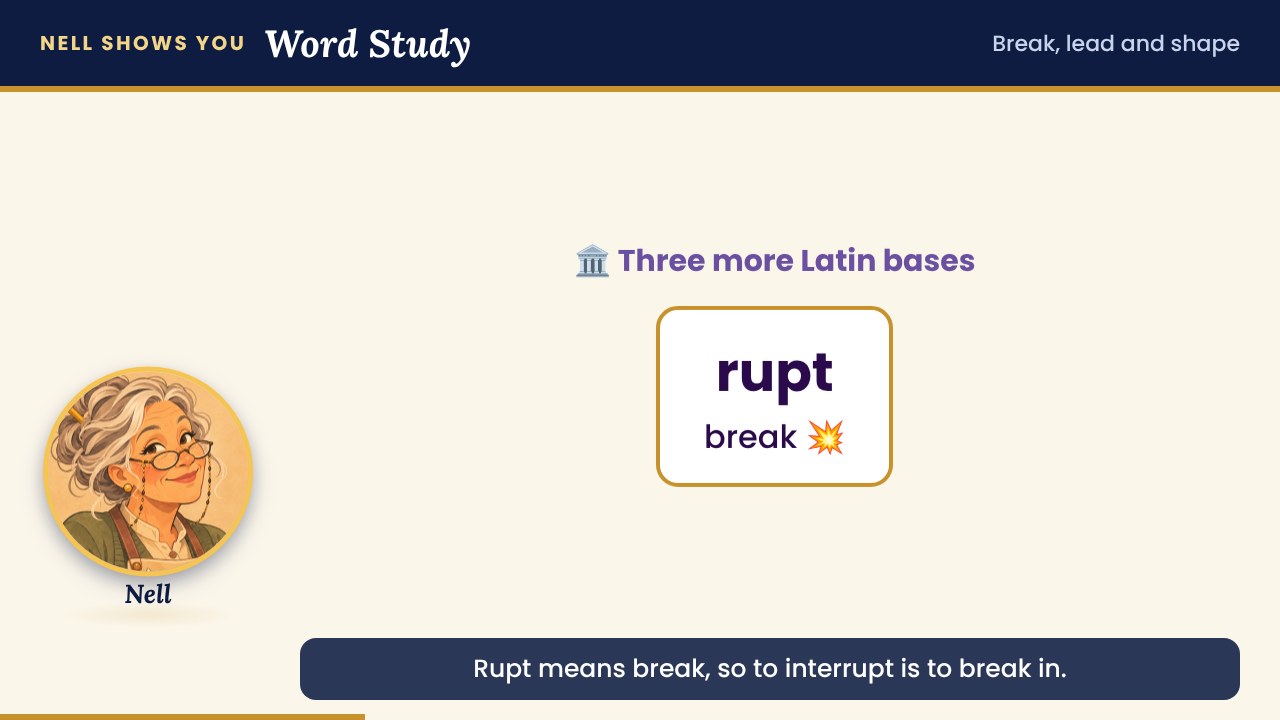 NELL SHOWS YOU Word Study
Break, lead and shape
🏛️ Three more Latin bases
rupt
break 💥
Nell
Rupt means break, so to interrupt is to break in.